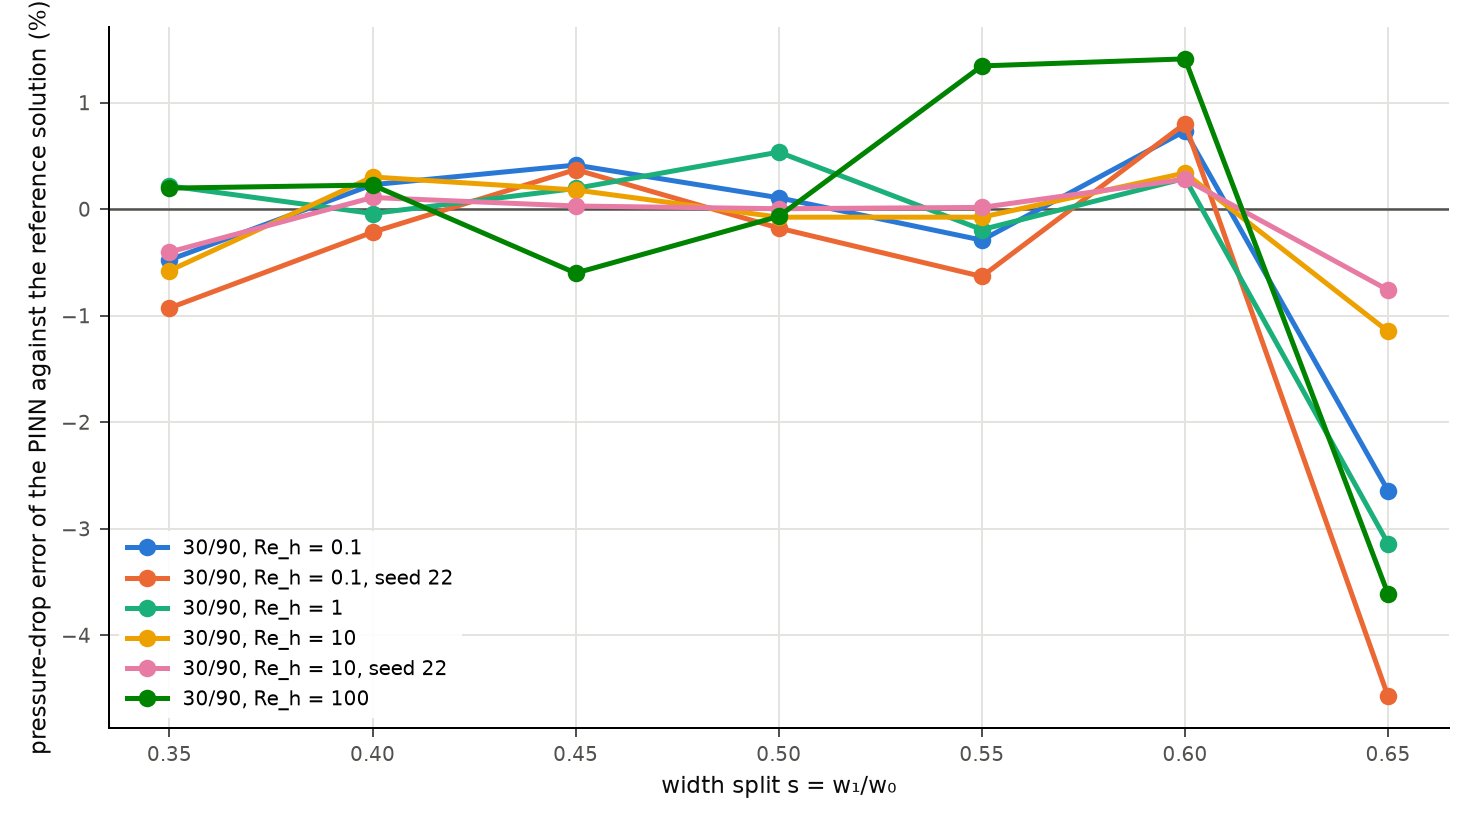 pressure-drop error of the PINN against the reference solution (%)
1
0
−1
−2
−3
−4
30/90, Re_h = 0.1
30/90, Re_h = 0.1, seed 22
30/90, Re_h = 1
30/90, Re_h = 10
30/90, Re_h = 10, seed 22
30/90, Re_h = 100
0.35 0.40 0.45 0.50 0.55 0.60 0.65
width split s = w₁/w₀